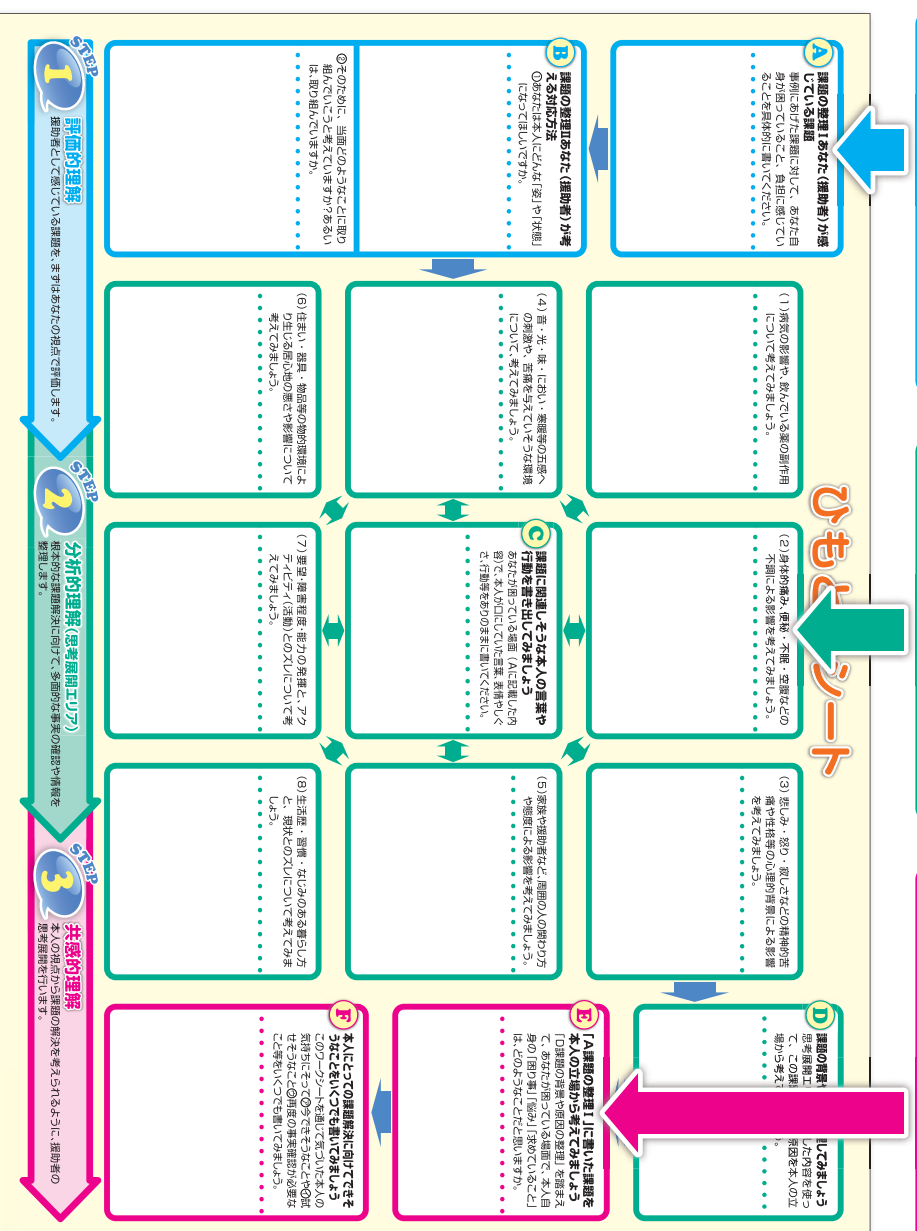 ひもと
シート
A
課題の整理Ⅰあなた(援助者)が感
じている課題
事例にあげた課題に対して、あなた自
身が困っていること、負担に感じてい
ることを具体的に書いてください。
B
課題の整理Ⅱあなた(援助者)が考
える対応方法
①あなたは本人にどんな「姿」や「状態」
になってほしいですか。
②そのために、当面どのようなことに取り
組んでいこうと考えていますか?あるい
は、取り組んでいますか。
(1)病気の影響や、飲んでいる薬の副作用
について考えてみましょう。
(2)身体的痛み、便秘・不眠・空腹などの
不調による影響を考えてみましょう。
(3)悲しみ・怒り・寂しさなどの精神的苦
痛や性格等の心理的背景による影響
を考えてみましょう。
(4)音・光・味・におい・寒暖等の五感へ
の刺激や、苦痛を与えていそうな環境
について、考えてみましょう。
C
課題に関連しそうな本人の言葉や
行動を書き出してみましょう
あなたが困っている場面(Aに記載した内
容)で、本人が口にしていた言葉、表情やしぐ
さ、行動等をありのままに書いてください。
(5)家族や援助者など、周囲の人の関わり方
や態度による影響を考えてみましょう。
(6)住まい・器具・物品等の物的環境によ
り生じる居心地の悪さや影響について
考えてみましょう。
(7)要望・障害程度・能力の発揮と、アク
ティビティ(活動)とのズレについて考
えてみましょう。
(8)生活歴・習慣・なじみのある暮らし方
と、現状とのズレについて考えてみま
しょう。
D
課題の背景
理してみましょう
思考展開エ
した内容を使っ
て、この課
原因を本人の立
場から考えて
E
「A課題の整理Ⅰ」に書いた課題を
本人の立場から考えてみましょう
「D課題の背景や原因の整理」を踏まえ
て、あなたが困っている場面で、本人自
身の「困り事」「悩み」「求めていること」
は、どのようなことだと思いますか。
F
本人にとっての課題解決に向けてできそ
うなことをいくつでも書いてみましょう
このワークシートを通じて気づいた本人の
気持ちにそって㋐今できそうなことや㋑試
せそうなこと㋒再度の事実確認が必要な
こと等をいくつでも書いてみましょう。
STEP
1
評価的理解
援助者として感じている課題を、まずはあなたの視点で評価します。
STEP
2
分析的理解(思考展開エリア)
根本的な課題解決に向けて、多面的な事実の確認や情報を
整理します。
STEP
3
共感的理解
本人の視点から課題の解決を考えられるように、援助者の
思考展開を行います。